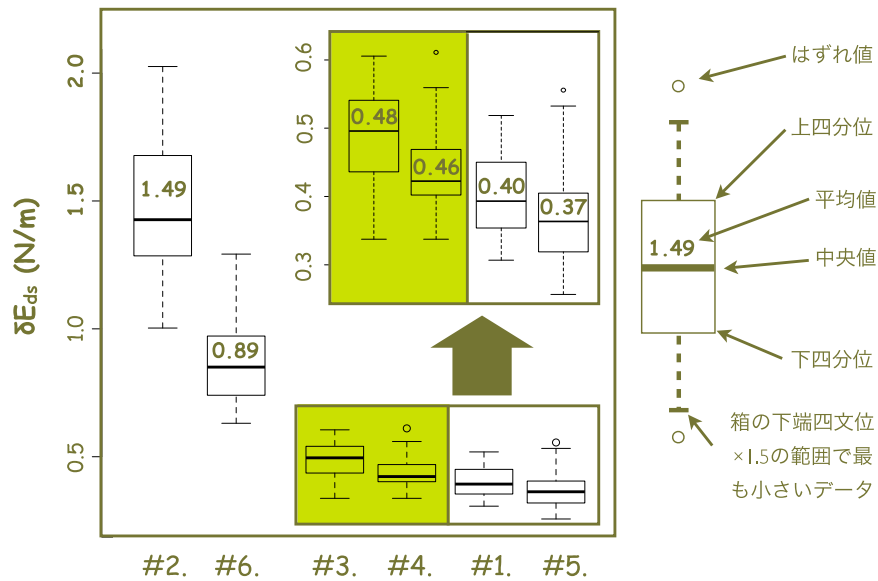 δEds (N/m)
2.0
1.5
1.0
0.5
1.49
0.89
0.6
0.5
0.4
0.3
0.48
0.46
0.40
0.37
#2.
#6.
#3.
#4.
#1.
#5.
はずれ値
上四分位
平均値
1.49
中央値
下四分位
箱の下端四文位
×1.5の範囲で最
も小さいデータ